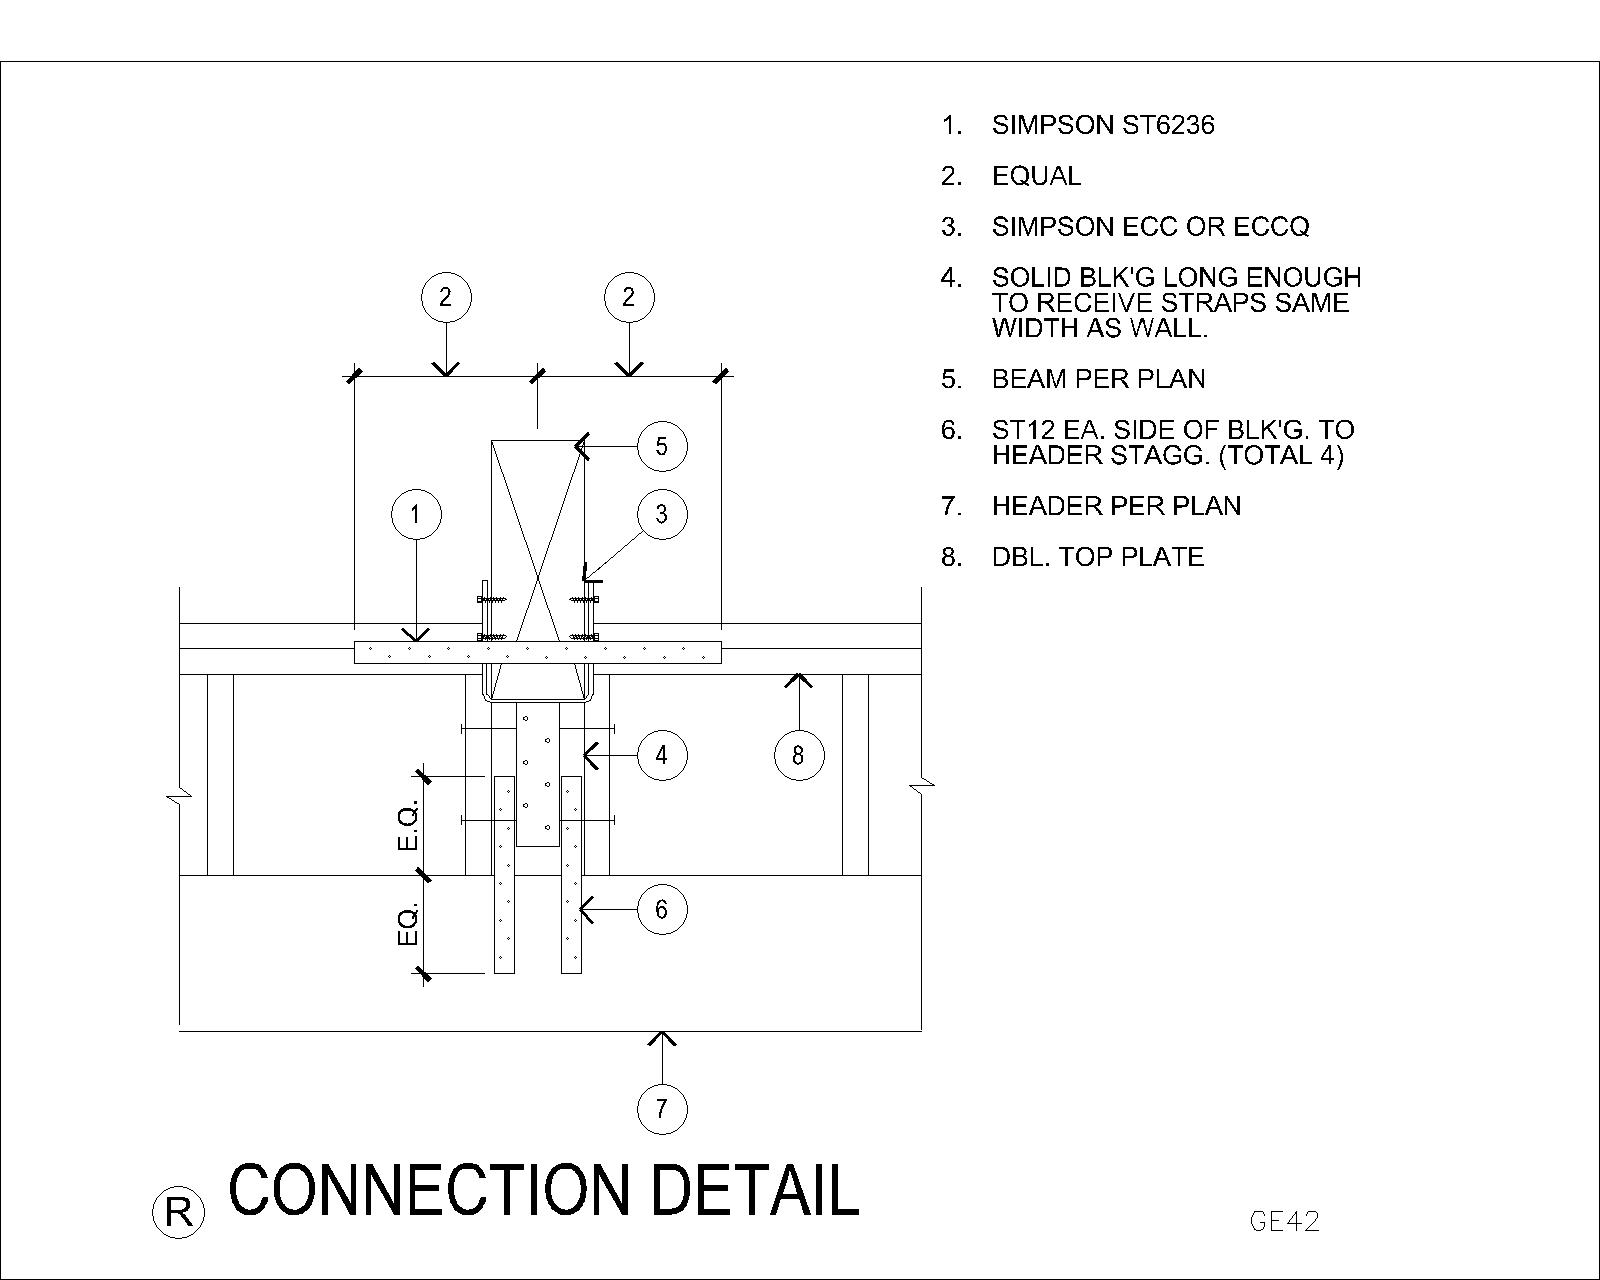 1. SIMPSON ST6236
2. EQUAL
3. SIMPSON ECC OR ECCQ
4. SOLID BLK'G LONG ENOUGH
TO RECEIVE STRAPS SAME
WIDTH AS WALL.
5. BEAM PER PLAN
6. ST12 EA. SIDE OF BLK'G. TO
HEADER STAGG. (TOTAL 4)
7. HEADER PER PLAN
8. DBL. TOP PLATE
2
2
5
1
3
4
8
E.Q.
EQ.
6
7
R CONNECTION DETAIL
GE42